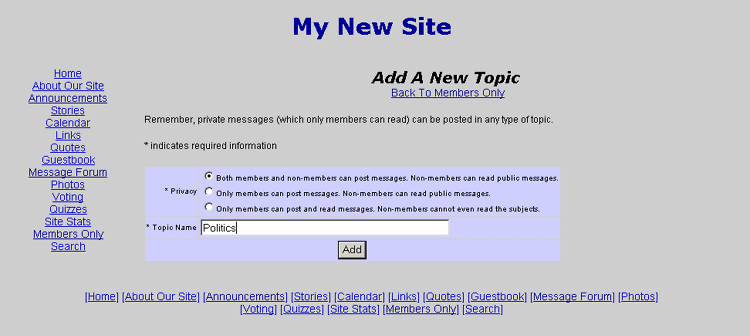 My New Site
Home
About Our Site
Announcements
Stories
Calendar
Links
Quotes
Guestbook
Message Forum
Photos
Voting
Quizzes
Site Stats
Members Only
Search
Add A New Topic
Back To Members Only
Remember, private messages (which only members can read) can be posted in any type of topic.
* indicates required information
* Privacy
Both members and non-members can post messages. Non-members can read public messages.
Only members can post messages. Non-members can read public messages.
Only members can post and read messages. Non-members cannot even read the subjects.
* Topic Name Politics
Add
[Home] [About Our Site] [Announcements] [Stories] [Calendar] [Links] [Quotes] [Guestbook] [Message Forum] [Photos]
[Voting] [Quizzes] [Site Stats] [Members Only] [Search]